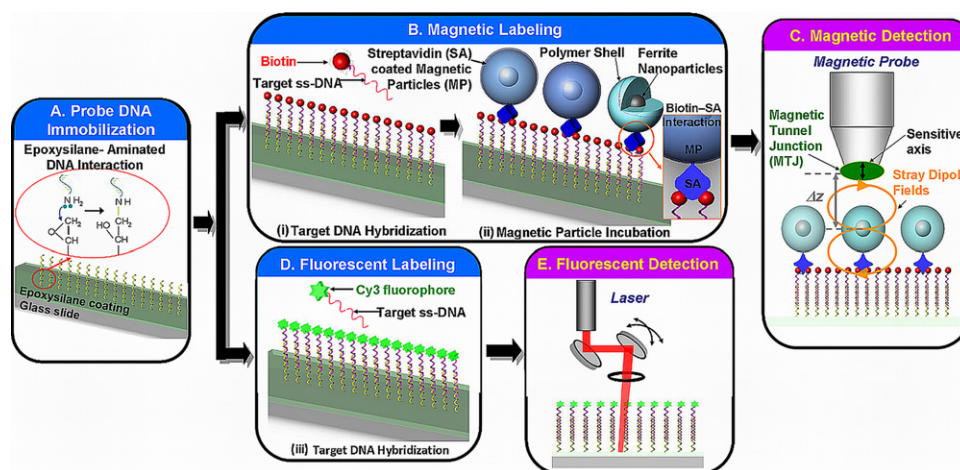 A. Probe DNA
Immobilization
Epoxysilane- Aminated
DNA Interaction
NH₂
NH
CH₂
CH₂
O
HO
CH
CH
Epoxysilane coating
Glass slide
B. Magnetic Labeling
Biotin
Target ss-DNA
(i) Target DNA Hybridization
Streptavidin (SA)
coated Magnetic
Particles (MP)
Polymer Shell
Ferrite
Nanoparticles
Biotin–SA
interaction
MP
SA
(ii) Magnetic Particle Incubation
C. Magnetic Detection
Magnetic Probe
Magnetic
Tunnel
Junction (MTJ)
Sensitive
axis
Stray Dipol
Fields
Δz
D. Fluorescent Labeling
Cy3 fluorophore
Target ss-DNA
(iii) Target DNA Hybridization
E. Fluorescent Detection
Laser